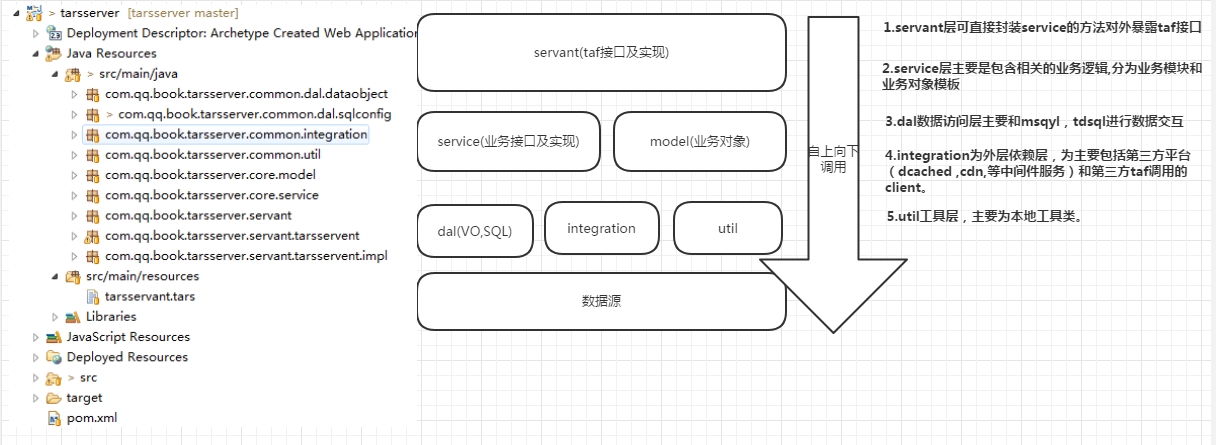 > tarsserver [tarsserver master]
Deployment Descriptor: Archetype Created Web Application
Java Resources
> src/main/java
com.qq.book.tarsserver.common.dal.dataobject
> com.qq.book.tarsserver.common.dal.sqlconfig
com.qq.book.tarsserver.common.integration
com.qq.book.tarsserver.common.util
com.qq.book.tarsserver.core.model
com.qq.book.tarsserver.core.service
com.qq.book.tarsserver.servant
com.qq.book.tarsserver.servant.tarsservent
com.qq.book.tarsserver.servant.tarsservent.impl
src/main/resources
tarsservant.tars
Libraries
JavaScript Resources
Deployed Resources
> src
target
pom.xml
servant(taf接口及实现)
service(业务接口及实现)
model(业务对象)
dal(VO,SQL)
integration
util
数据源
自上向下
调用
1.servant层可直接封装service的方法对外暴露taf接口
2.service层主要是包含相关的业务逻辑,分为业务模块和
业务对象模板
3.dal数据访问层主要和msqyl，tdsql进行数据交互
4.integration为外层依赖层，为主要包括第三方平台
（dcached ,cdn,等中间件服务）和第三方taf调用的
client。
5.util工具层，主要为本地工具类。